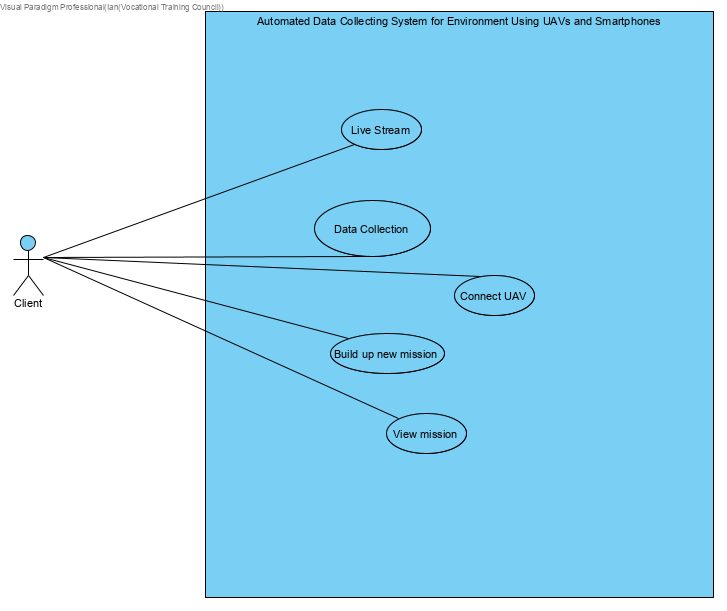 Visual Paradigm Professional(Ian(Vocational Training Council))
Automated Data Collecting System for Environment Using UAVs and Smartphones
Live Stream
Data Collection
Connect UAV
Client
Build up new mission
View mission